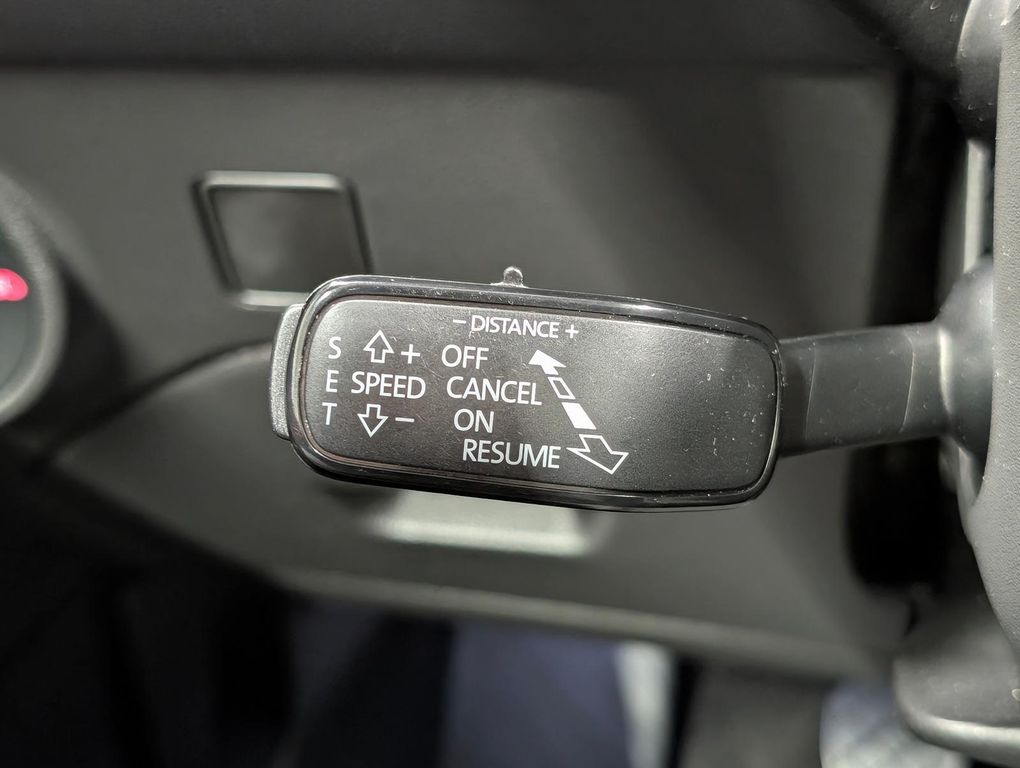 − DISTANCE +
S + OFF
E SPEED CANCEL
T − ON
RESUME